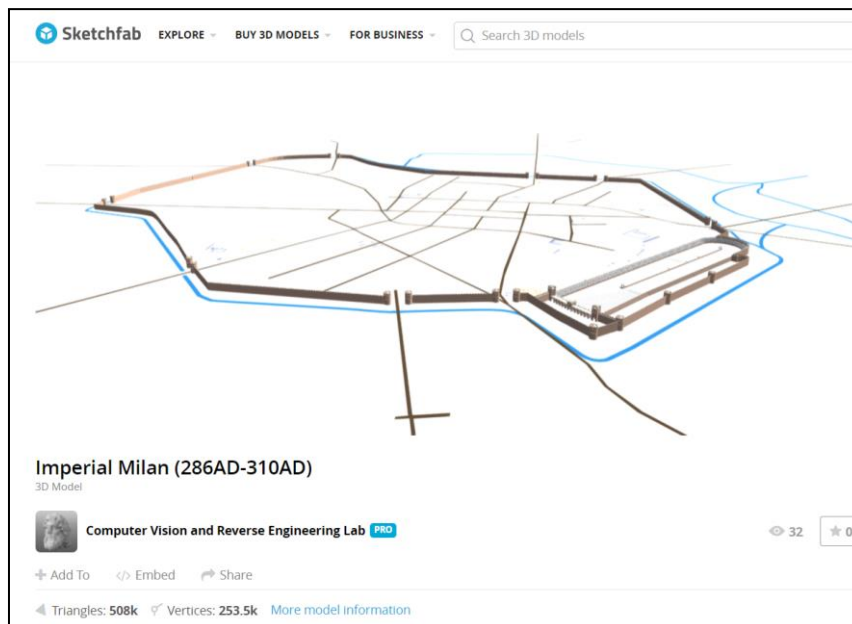 Sketchfab EXPLORE BUY 3D MODELS FOR BUSINESS Search 3D models
Imperial Milan (286AD-310AD)
3D Model
Computer Vision and Reverse Engineering Lab PRO 32 0
Add To Embed Share
Triangles: 508k Vertices: 253.5k More model information